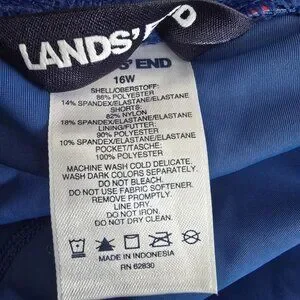 LANDS' END
LANDS' END
16W
SHELL/OBERSTOFF:
86% POLYESTER
14% SPANDEX/ELASTANE/ELASTANE
SHORTS:
82% NYLON
18% SPANDEX/ELASTANE/ELASTANE
LINING/FUTTER:
90% POLYESTER
10% SPANDEX/ELASTANE/ELASTANE
POCKET/TASCHE:
100% POLYESTER
MACHINE WASH COLD DELICATE.
WASH DARK COLORS SEPARATELY.
DO NOT BLEACH.
DO NOT USE FABRIC SOFTENER.
REMOVE PROMPTLY.
LINE DRY.
DO NOT IRON.
DO NOT DRY CLEAN.
MADE IN INDONESIA
RN 62830